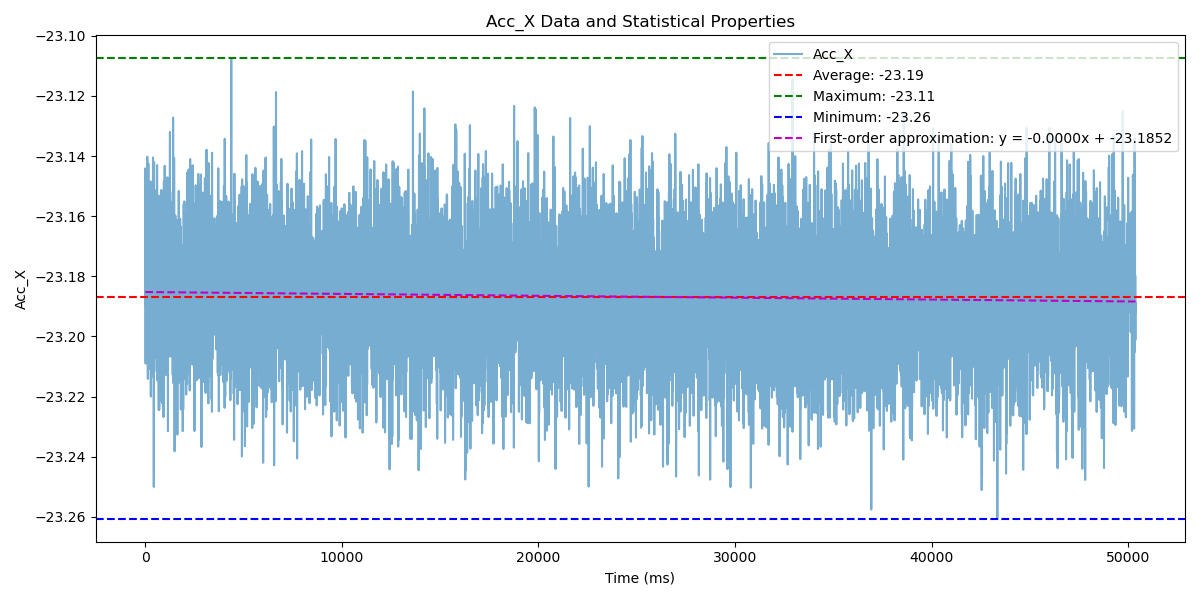 Acc_X Data and Statistical Properties
Acc_X
Average: -23.19
Maximum: -23.11
Minimum: -23.26
First-order approximation: y = -0.0000x + -23.1852
−23.10
−23.12
−23.14
−23.16
−23.18
−23.20
−23.22
−23.24
−23.26
Acc_X
0
10000
20000
30000
40000
50000
Time (ms)